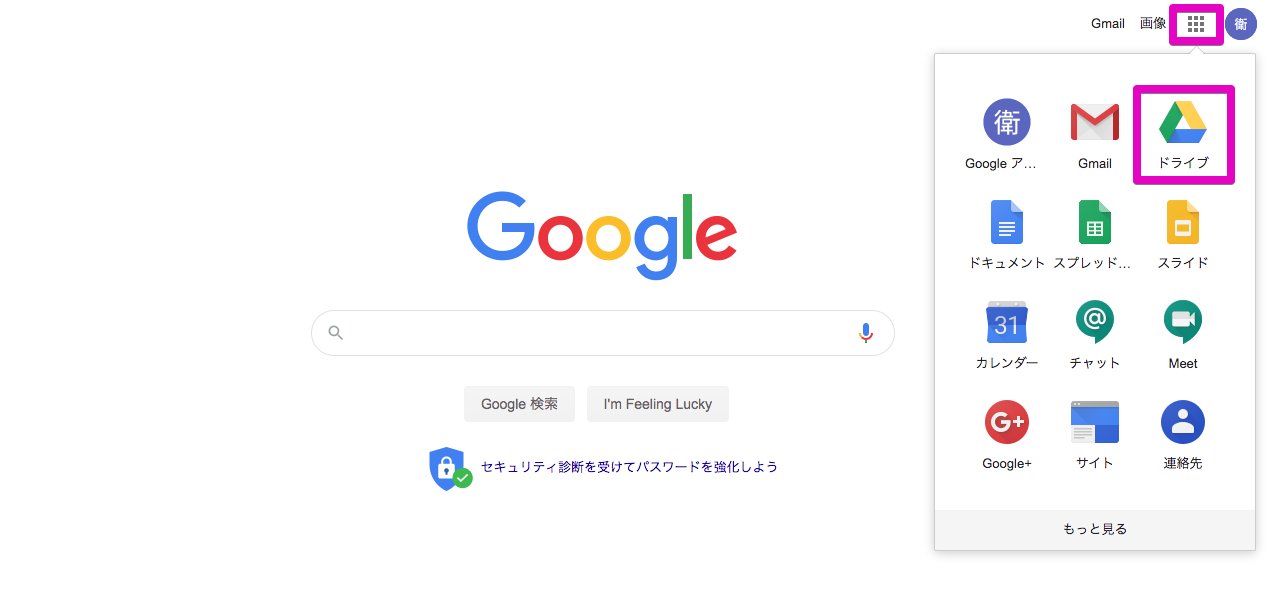 Gmail 画像 衛
衛
Google ア... Gmail ドライブ
ドキュメント スプレッド... スライド
31
カレンダー チャット Meet
G+
Google+ サイト 連絡先
もっと見る
Google
Google 検索 I'm Feeling Lucky
セキュリティ診断を受けてパスワードを強化しよう